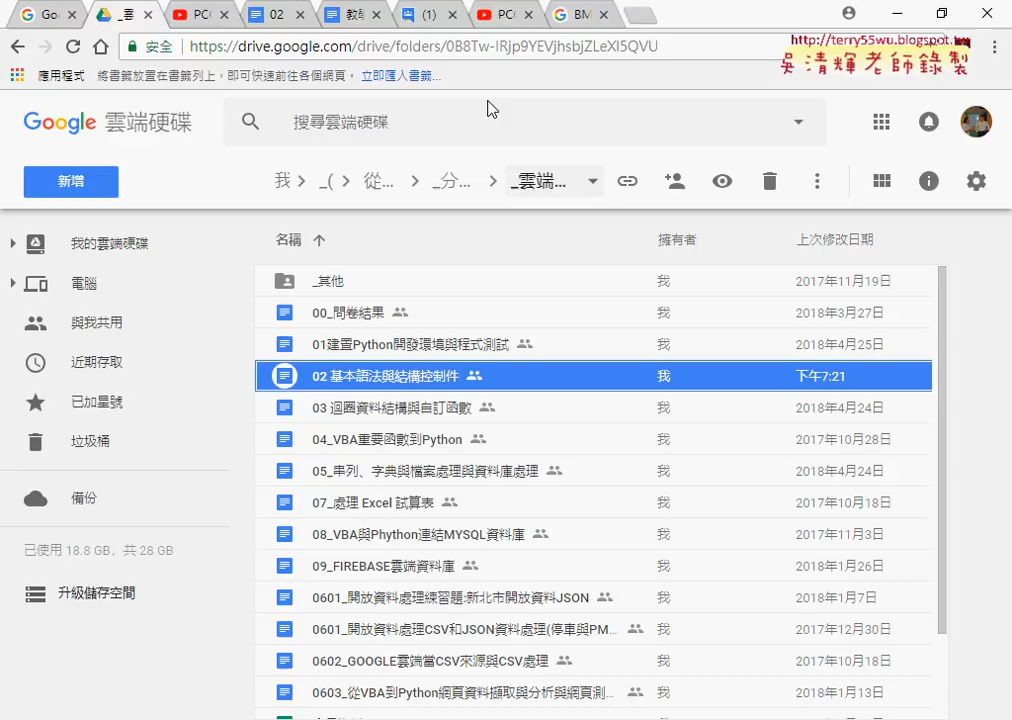 Go
_雲
PC
02
教學
(1)
PC
BM
安全 https://drive.google.com/drive/folders/0B8Tw-IRjp9YEVjhsbjZLeXI5QVU
http://terry55wu.blogspot.tw
吳清輝老師錄製
應用程式 將書籤放置在書籤列上，即可快速前往各個網頁。 立即匯入書籤...
Google 雲端硬碟
搜尋雲端硬碟
新增
我 _( 從... _分... _雲端...
我的雲端硬碟
電腦
與我共用
近期存取
已加星號
垃圾桶
備份
已使用 18.8 GB，共 28 GB
升級儲存空間
名稱 擁有者 上次修改日期
_其他 我 2017年11月19日
00_問卷結果 我 2018年3月27日
01建置Python開發環境與程式測試 我 2018年4月25日
02 基本語法與結構控制件 我 下午7:21
03 迴圈資料結構與自訂函數 我 2018年4月24日
04_VBA重要函數到Python 我 2017年10月28日
05_串列、字典與檔案處理與資料庫處理 我 2018年4月24日
07_處理 Excel 試算表 我 2017年10月18日
08_VBA與Phython連結MYSQL資料庫 我 2017年11月3日
09_FIREBASE雲端資料庫 我 2018年1月26日
0601_開放資料處理練習題:新北市開放資料JSON 我 2018年1月7日
0601_開放資料處理CSV和JSON資料處理(停車與PM... 我 2017年12月30日
0602_GOOGLE雲端當CSV來源與CSV處理 我 2017年10月18日
0603_從VBA到Python網頁資料擷取與分析與網頁測... 我 2018年1月13日